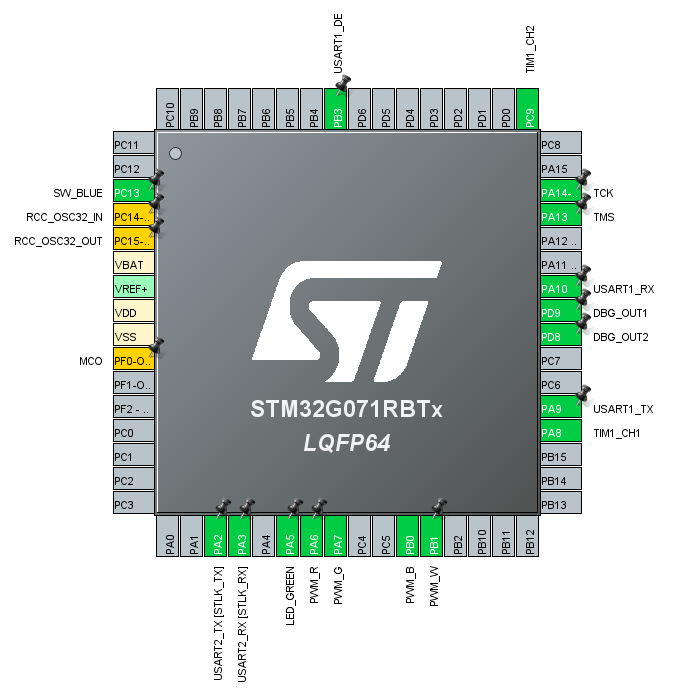 USART1_DE
TIM1_CH2
PC10
PB9
PB8
PB7
PB6
PB5
PB4
PB3
PD6
PD5
PD4
PD3
PD2
PD1
PD0
PC9
PC11
PC12
SW_BLUE
PC13
RCC_OSC32_IN
PC14-..
RCC_OSC32_OUT
PC15-..
VBAT
VREF+
VDD
VSS
MCO
PF0-O..
PF1-O..
PF2 - ..
PC0
PC1
PC2
PC3
ST
STM32G071RBTx
LQFP64
PC8
PA15
PA14-..
TCK
PA13
TMS
PA12 ..
PA11 ..
PA10
USART1_RX
PD9
DBG_OUT1
PD8
DBG_OUT2
PC7
PC6
PA9
USART1_TX
PA8
TIM1_CH1
PB15
PB14
PB13
PA0
PA1
PA2
PA3
PA4
PA5
PA6
PA7
PC4
PC5
PB0
PB1
PB2
PB10
PB11
PB12
USART2_TX [STLK_TX]
USART2_RX [STLK_RX]
LED_GREEN
PWM_R
PWM_G
PWM_B
PWM_W